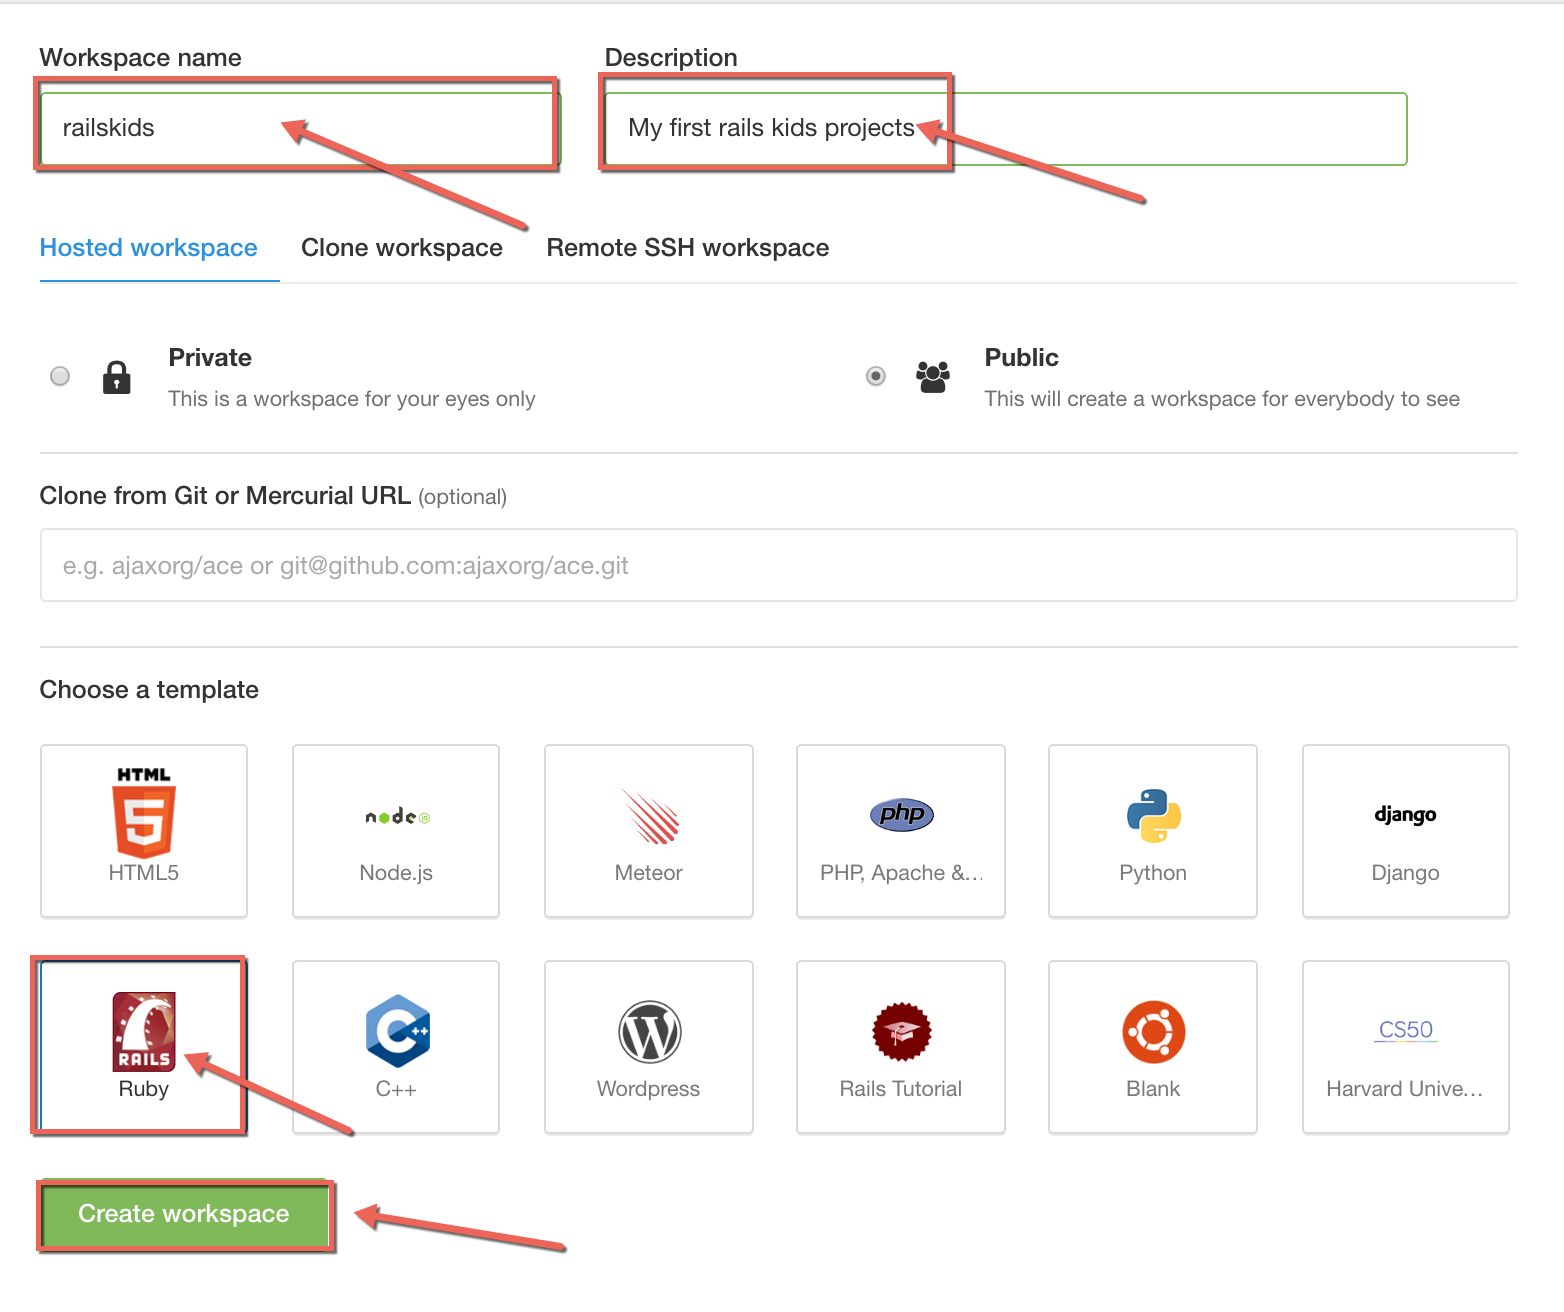 Workspace name
Description
railskids
My first rails kids projects
Hosted workspace
Clone workspace
Remote SSH workspace
Private
This is a workspace for your eyes only
Public
This will create a workspace for everybody to see
Clone from Git or Mercurial URL (optional)
e.g. ajaxorg/ace or git@github.com:ajaxorg/ace.git
Choose a template
HTML
5
HTML5
node JS
Node.js
Meteor
php
PHP, Apache &...
Python
django
Django
RAILS
Ruby
C++
C++
W
Wordpress
Rails Tutorial
Blank
CS50
Harvard Unive...
Create workspace